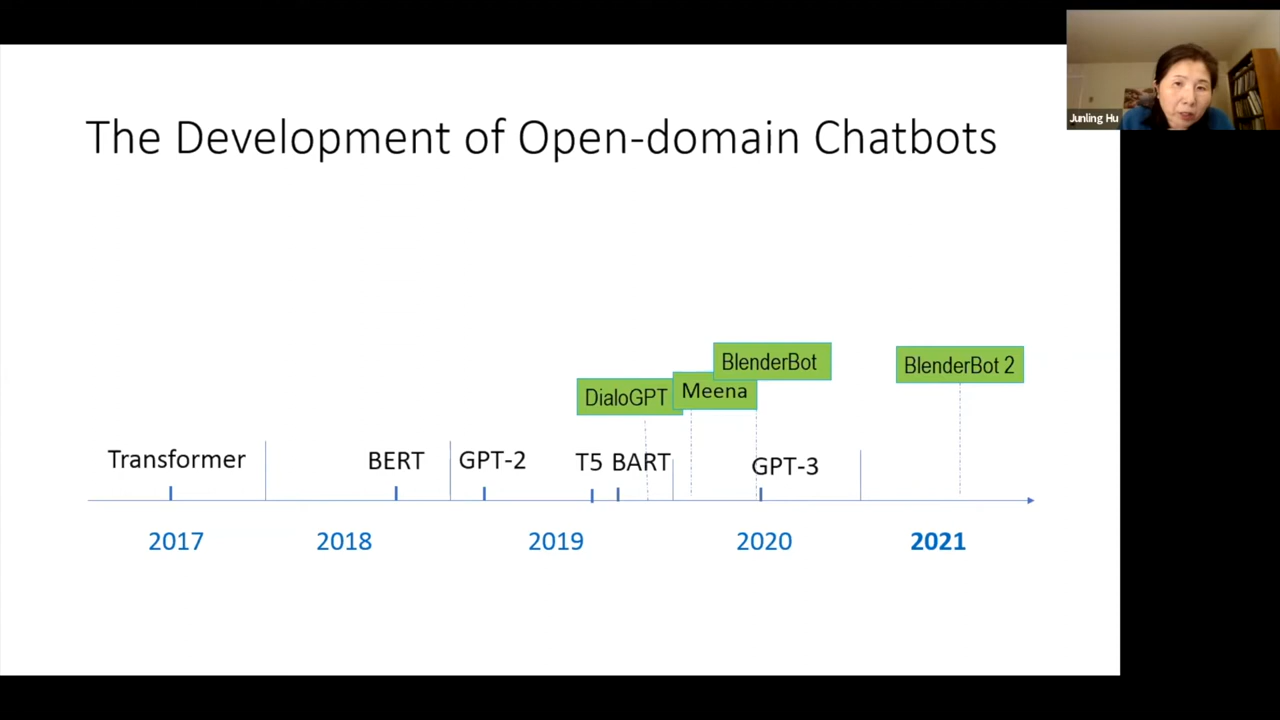 Junling Hu
The Development of Open-domain Chatbots
BlenderBot
BlenderBot 2
DialoGPT
Meena
Transformer
BERT
GPT-2
T5
BART
GPT-3
2017
2018
2019
2020
2021